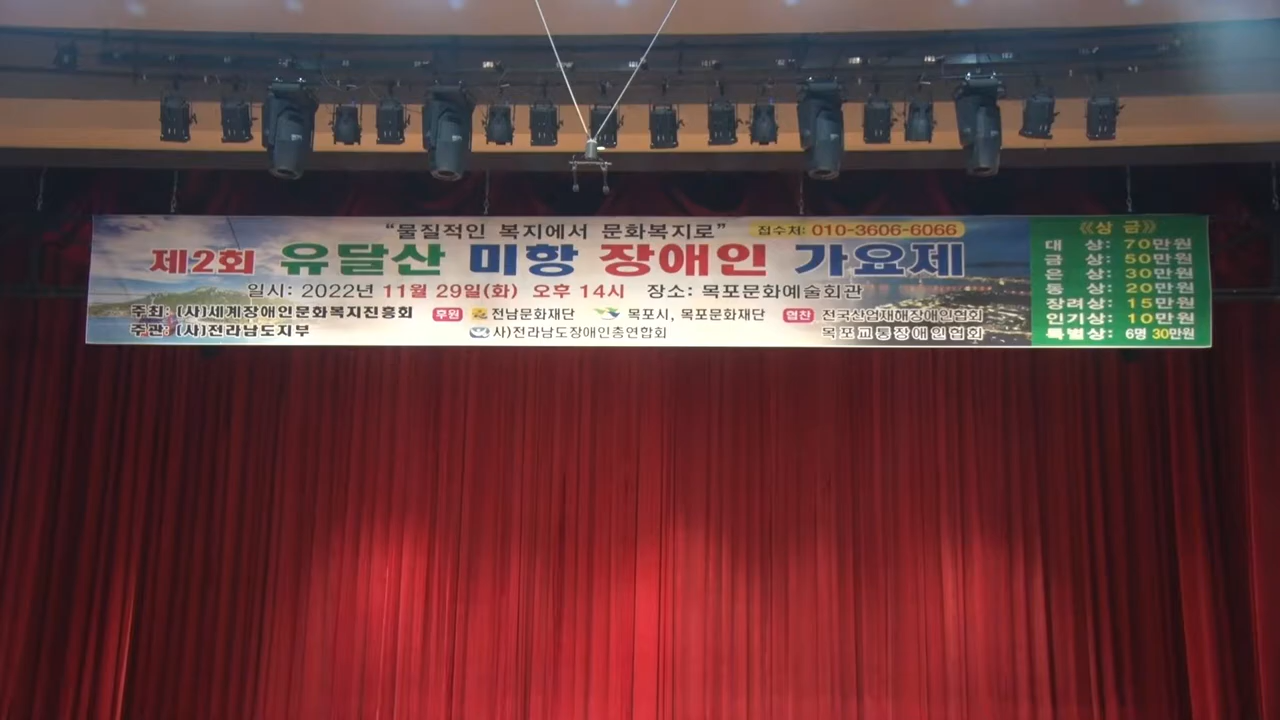 “물질적인 복지에서 문화복지로” 접수처: 010-3606-6066
제2회 유달산 미항 장애인 가요제
일시: 2022년 11월 29일(화) 오후 14시 장소: 목포문화예술회관
주최: (사)세계장애인문화복지진흥회 후원 전남문화재단 목포시, 목포문화재단 협찬 전국산업재해장애인협회
주관: (사)전라남도지부 사)전라남도장애인총연합회 목포교통장애인협회
《상 금》
대 상: 70만원
금 상: 50만원
은 상: 30만원
동 상: 20만원
장려상: 15만원
인기상: 10만원
특별상: 6명 30만원